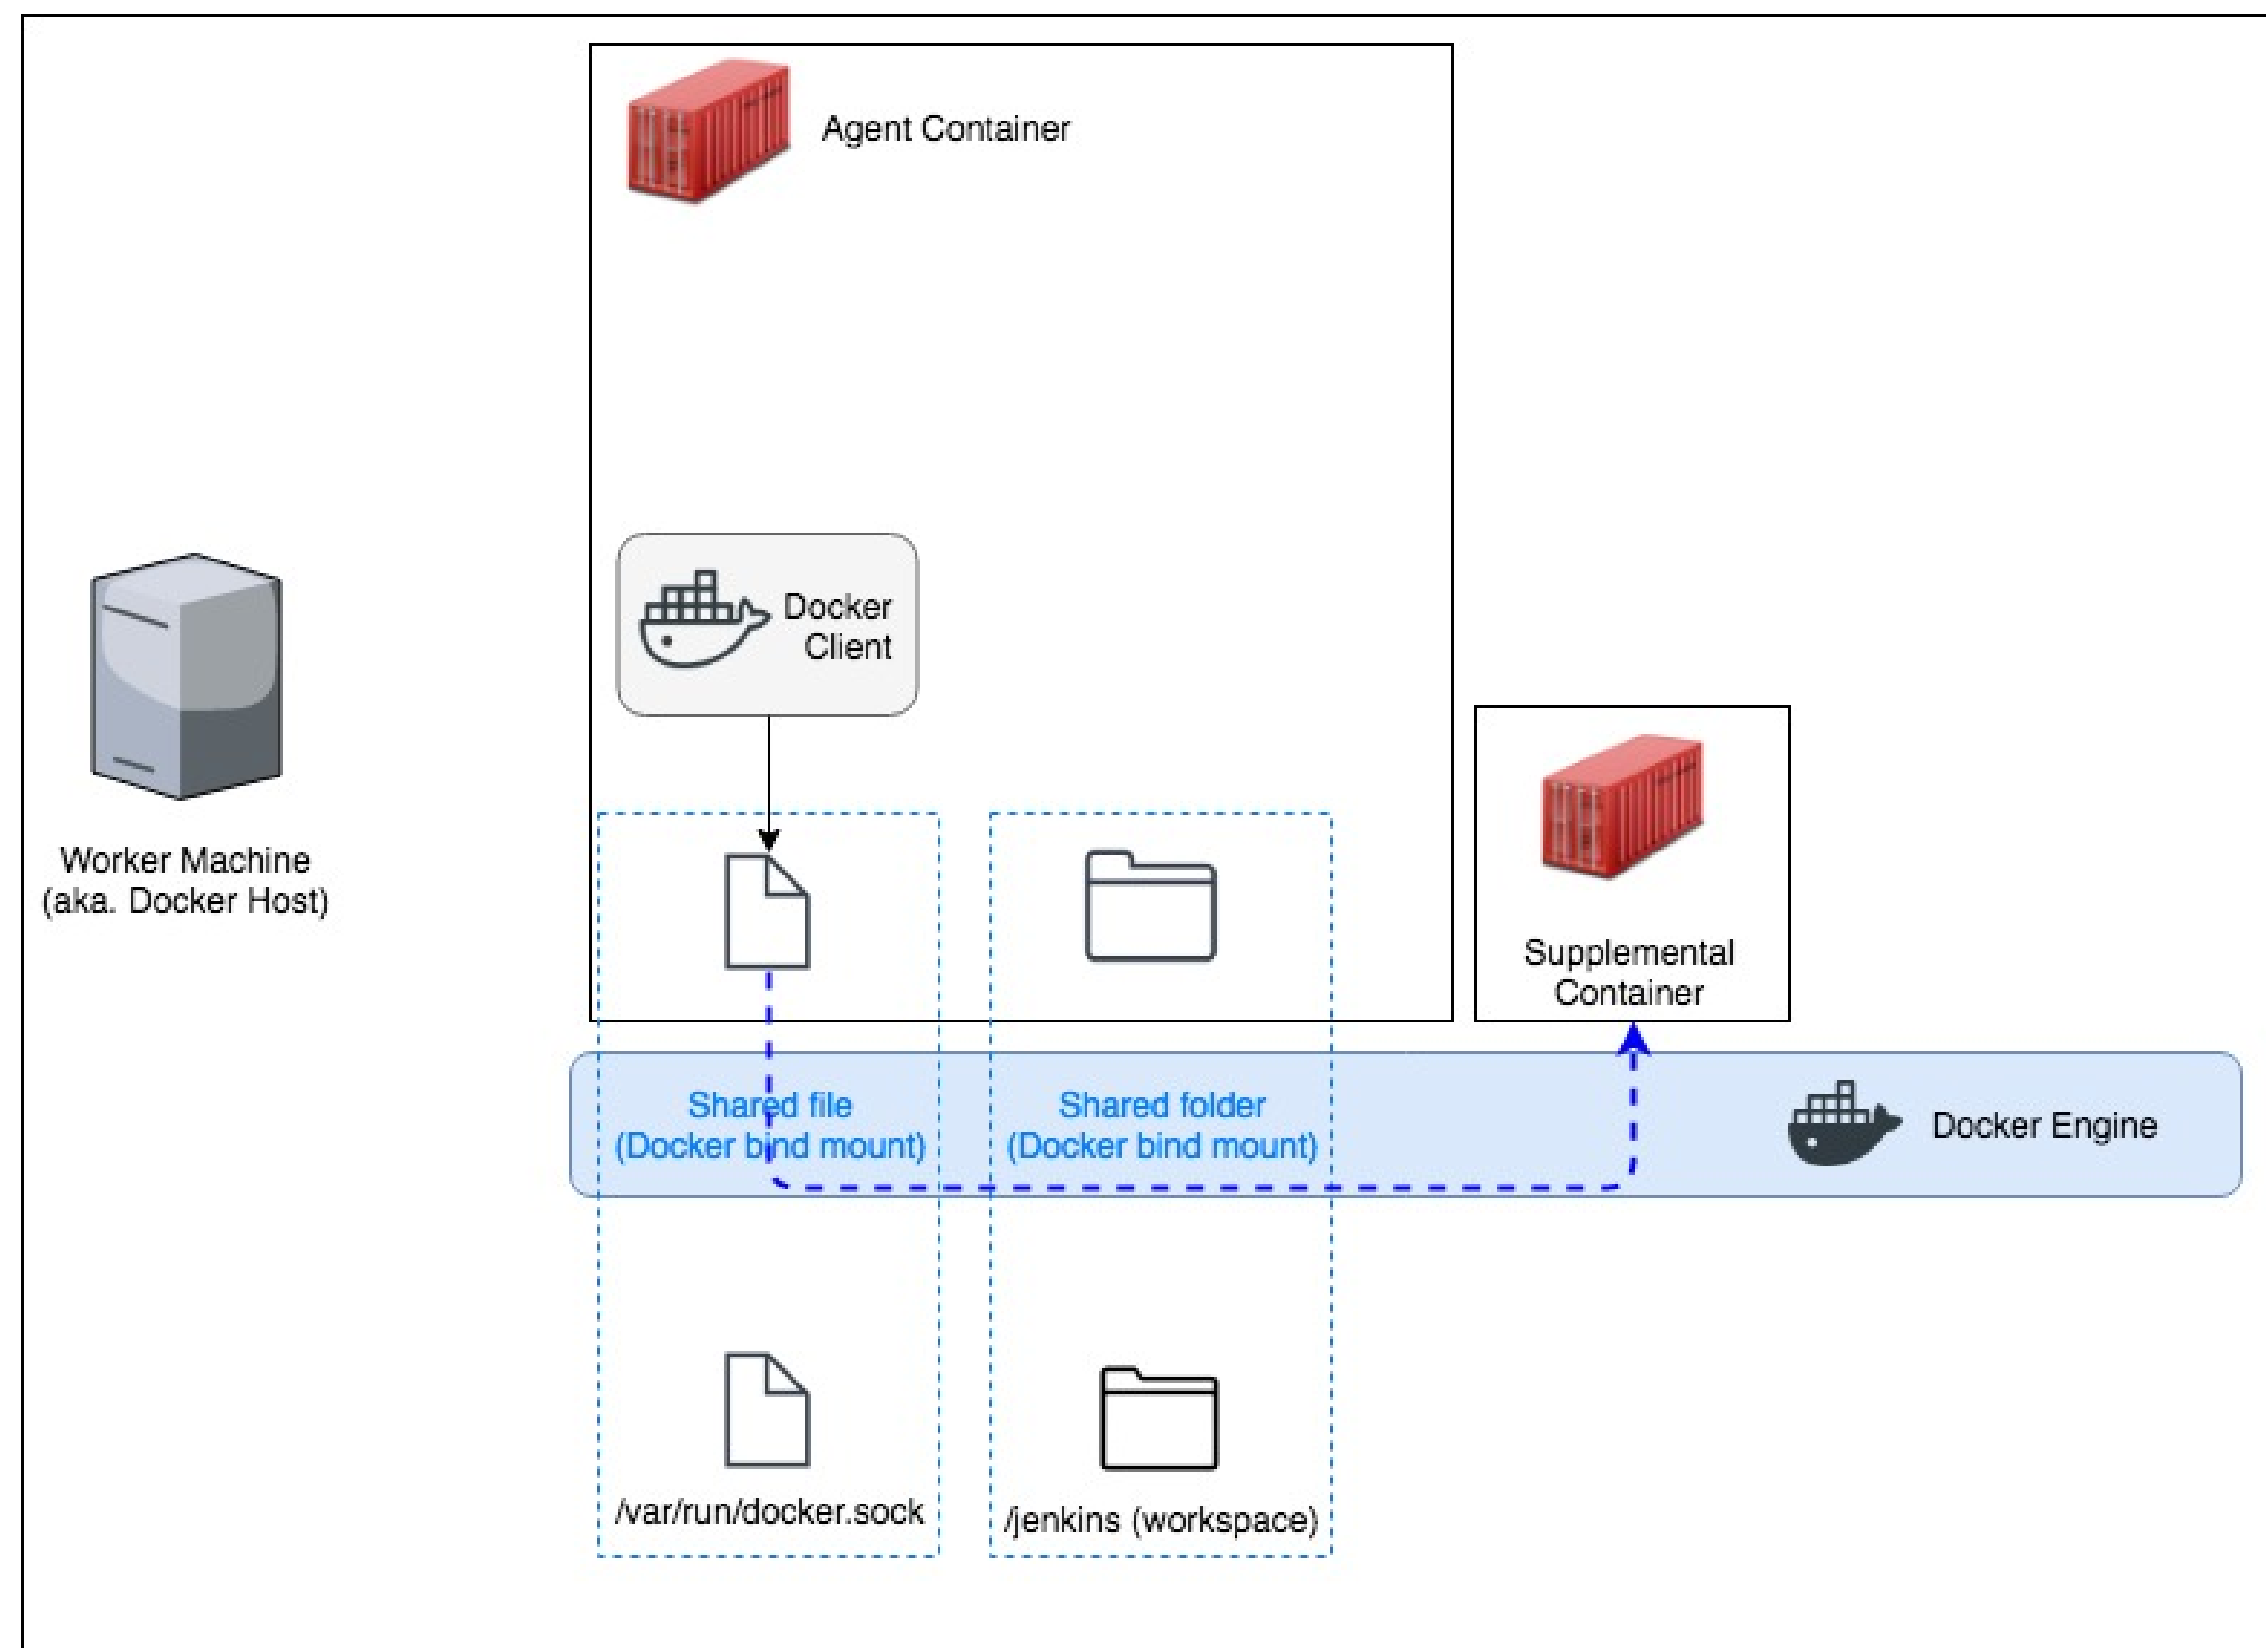 Agent Container
Docker
Client
Worker Machine
(aka. Docker Host)
Supplemental
Container
Shared file
(Docker bind mount)
Shared folder
(Docker bind mount)
Docker Engine
/var/run/docker.sock
/jenkins (workspace)